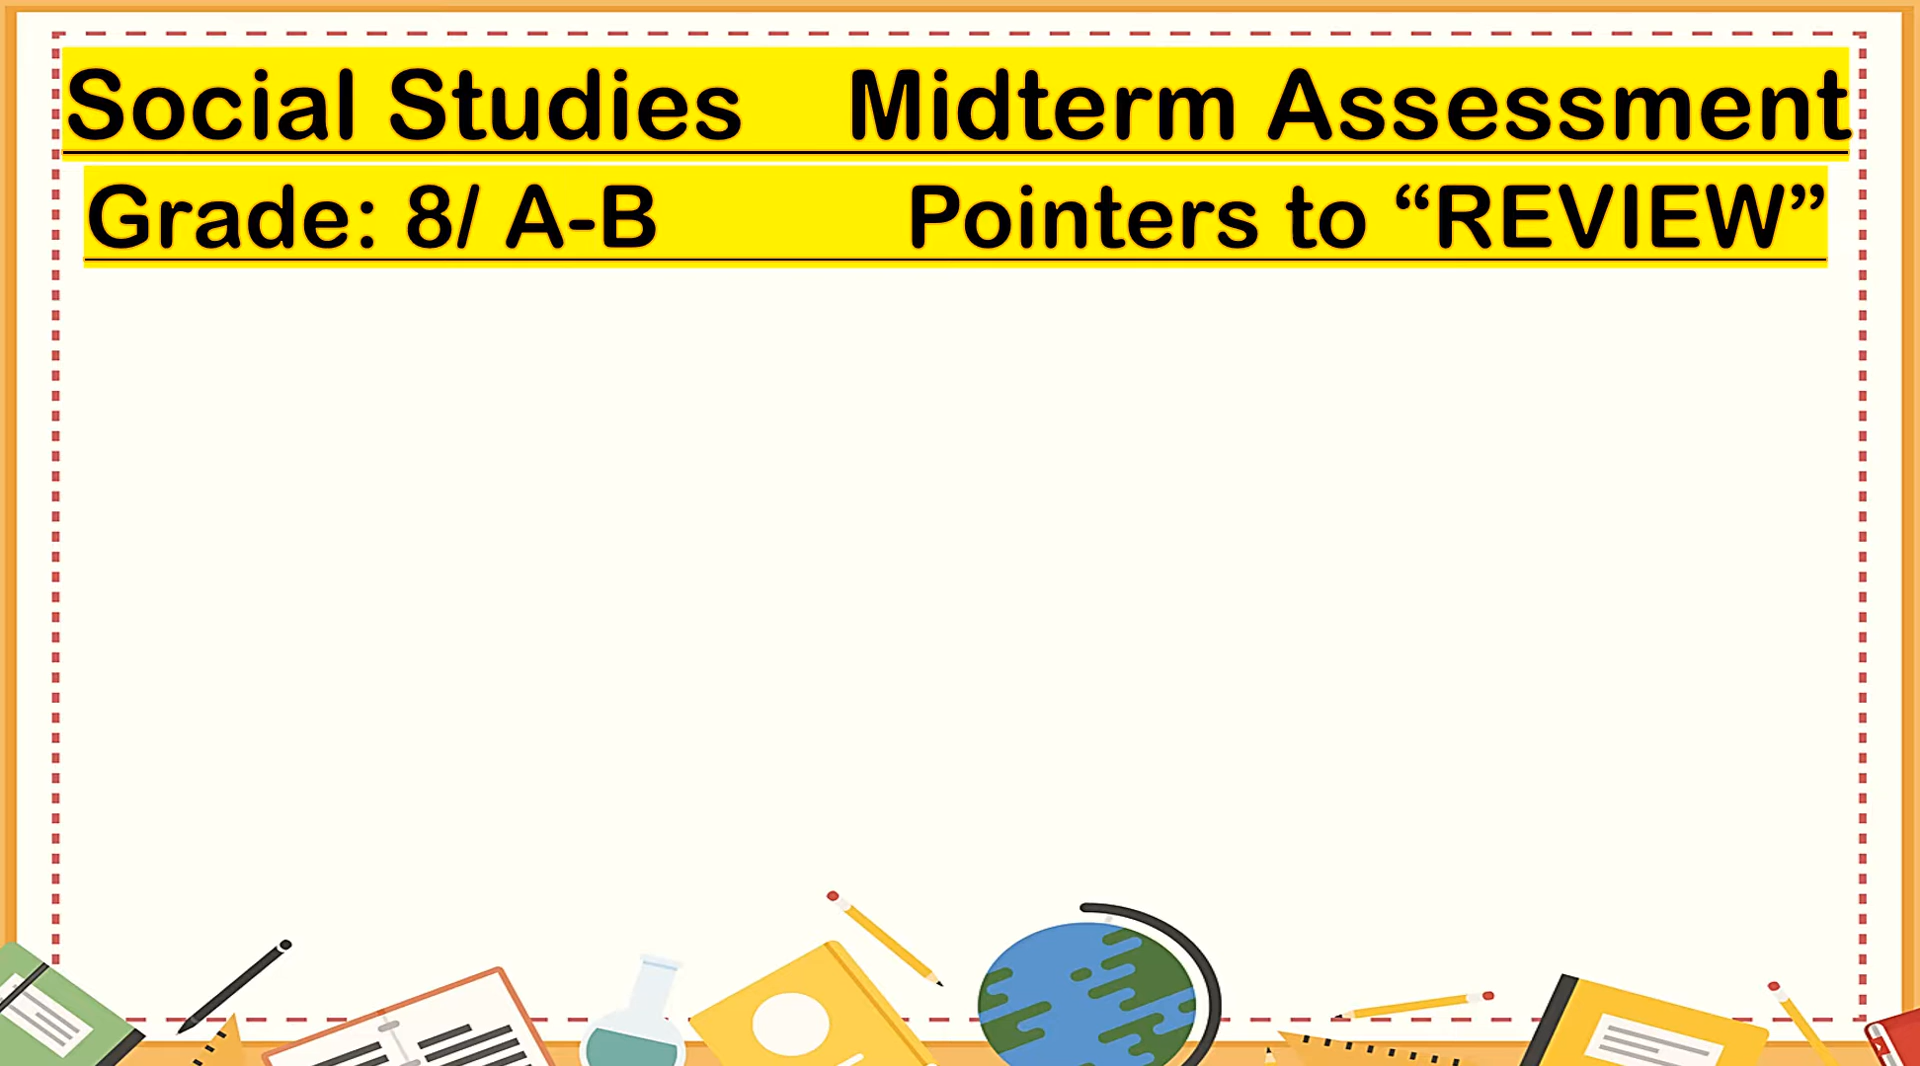 Social Studies Midterm Assessment
Grade: 8/ A-B Pointers to “REVIEW”